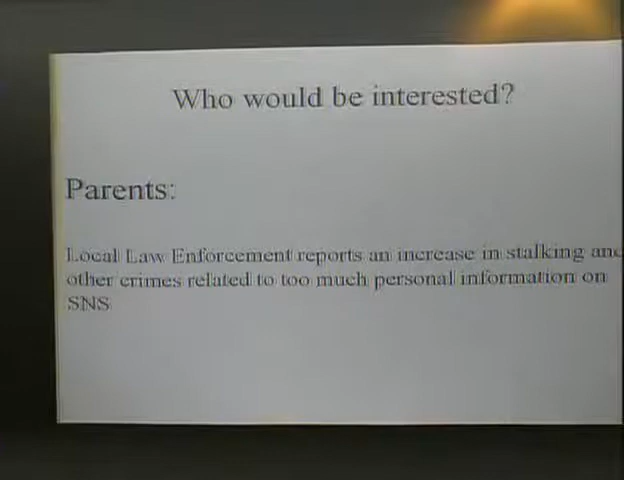 Who would be interested?
Parents:
Local Law Enforcement reports an increase in stalking and
other crimes related to too much personal information on
SNS